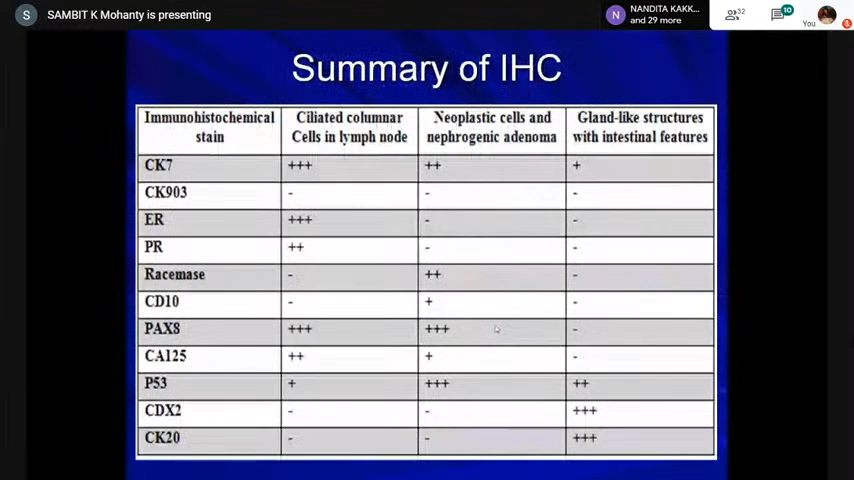 S SAMBIT K Mohanty is presenting
N NANDITA KAKK...
and 29 more
32
10
You
Summary of IHC
Immunohistochemical stain | Ciliated columnar Cells in lymph node | Neoplastic cells and nephrogenic adenoma | Gland-like structures with intestinal features
CK7 +++ ++ +
CK903 - - -
ER +++ - -
PR ++ - -
Racemase - ++ -
CD10 - + -
PAX8 +++ +++ -
CA125 ++ + -
P53 + +++ ++
CDX2 - - +++
CK20 - - +++